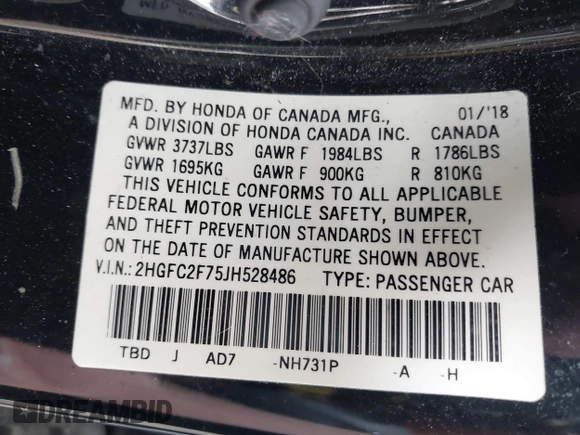 MFD. BY HONDA OF CANADA MFG., 01/'18
A DIVISION OF HONDA CANADA INC. CANADA
GVWR 3737LBS GAWR F 1984LBS R 1786LBS
GVWR 1695KG GAWR F 900KG R 810KG
THIS VEHICLE CONFORMS TO ALL APPLICABLE
FEDERAL MOTOR VEHICLE SAFETY, BUMPER,
AND THEFT PREVENTION STANDARDS IN EFFECT
ON THE DATE OF MANUFACTURE SHOWN ABOVE.
V.I.N.: 2HGFC2F75JH528486 TYPE: PASSENGER CAR
TBD J AD7 -NH731P -A -H
DREAMBID